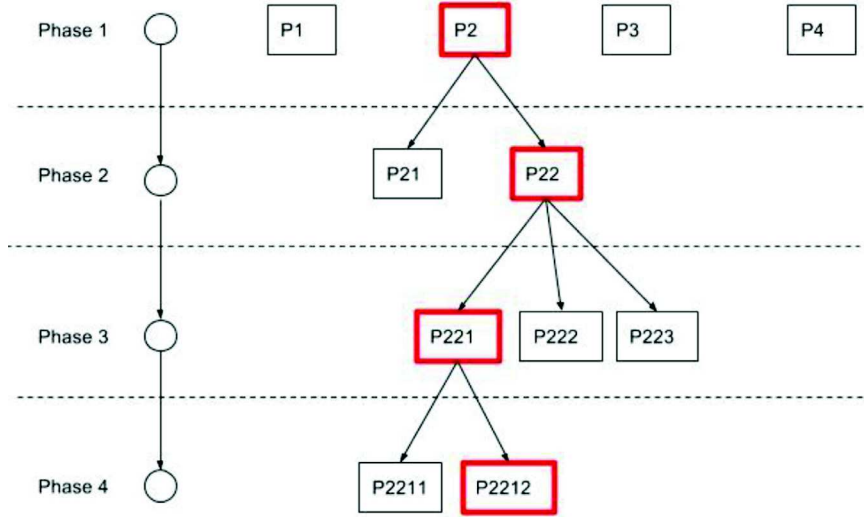 Phase 1 P1 P2 P3 P4
Phase 2 P21 P22
Phase 3 P221 P222 P223
Phase 4 P2211 P2212